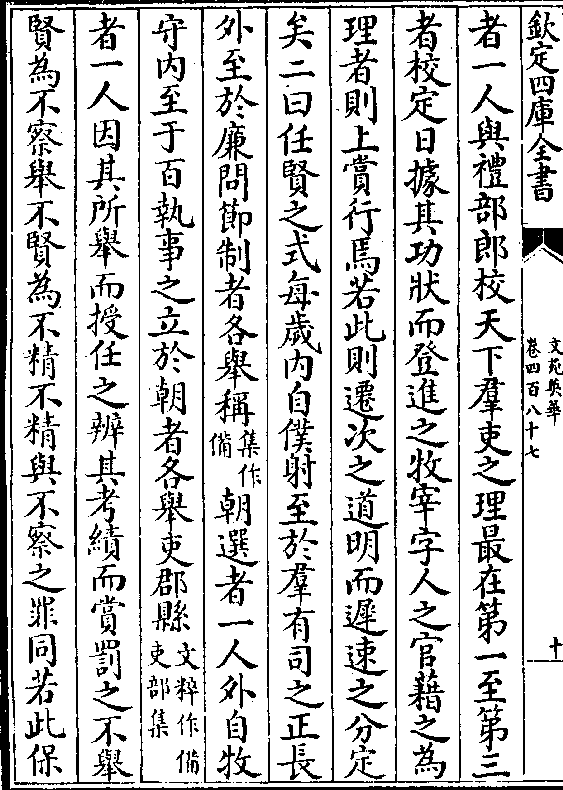 欽定四庫全書
文苑英華
卷四百八十七
十
者一人與禮部郎校天下羣吏之理最在第一至第三
者校定日據其功狀而登進之牧宰字人之官藉之為
理者則上賞行焉若此則遷次之道明而遲速之分定
矣二曰任賢之式每歲内自僕射至於羣有司之正長
外至於廉問節制者各舉稱集作備朝選者一人外自牧
守内至于百執事之立於朝者各舉吏郡縣文粹作備吏部集
者一人因其所舉而授任之辨其考績而賞罰之不舉
賢為不察舉不賢為不精不精與不察之罪同若此保